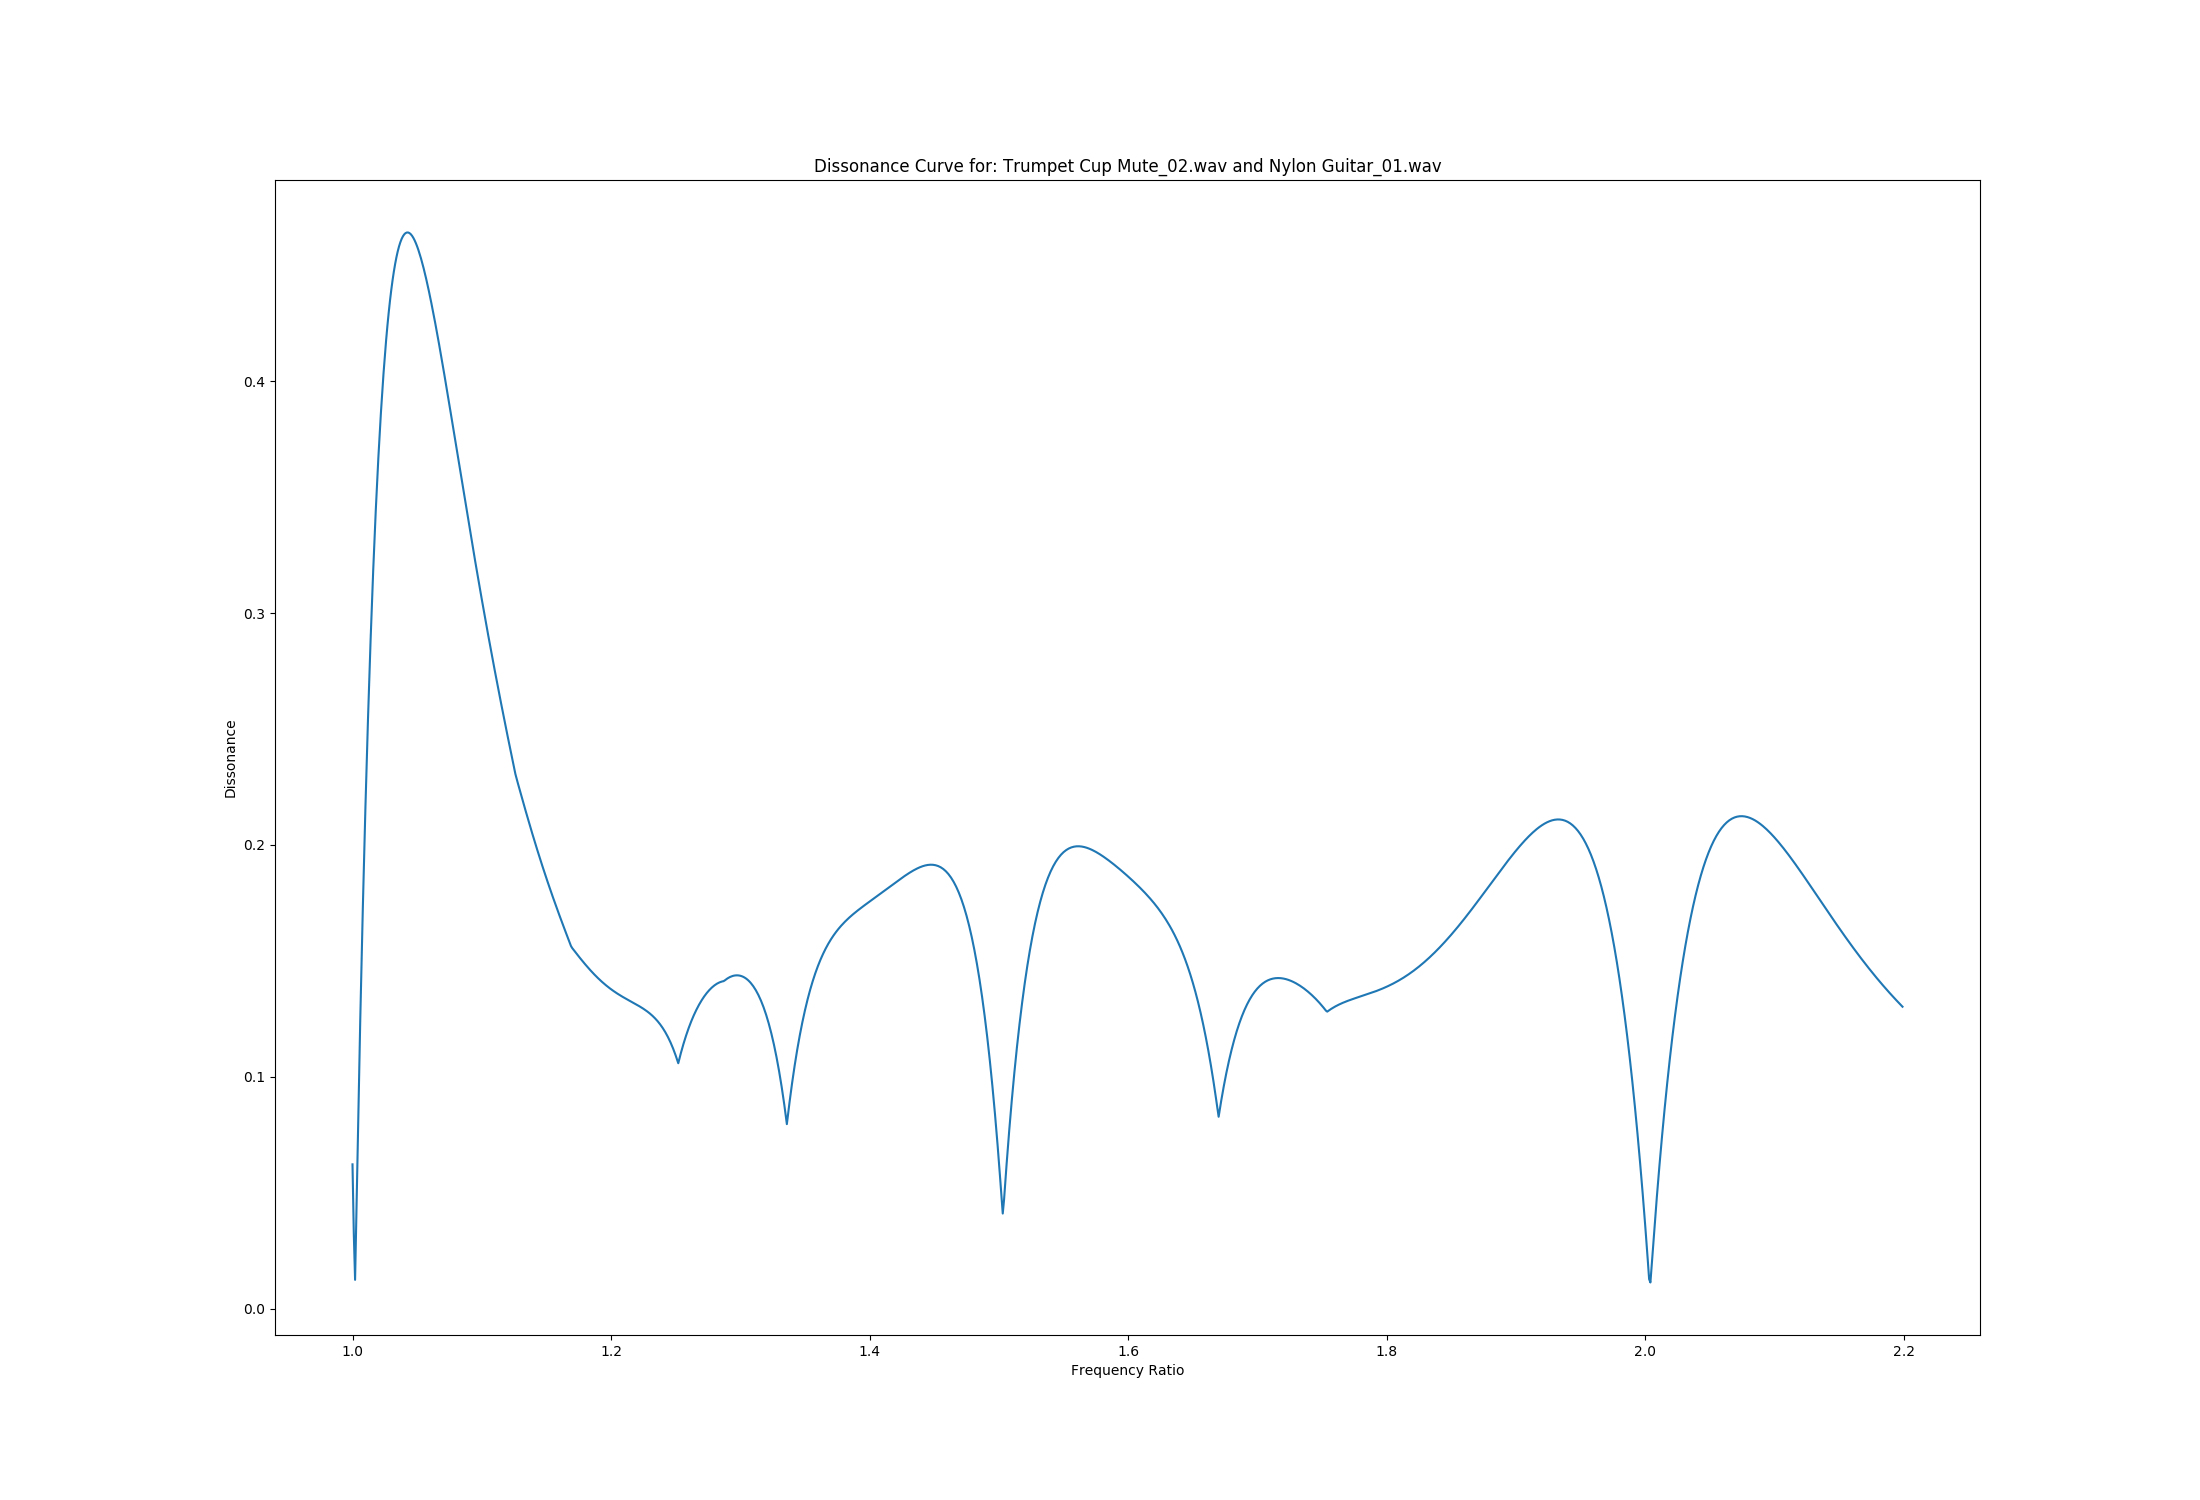 Dissonance Curve for: Trumpet Cup Mute_02.wav and Nylon Guitar_01.wav
Dissonance
0.4
0.3
0.2
0.1
0.0
1.0 1.2 1.4 1.6 1.8 2.0 2.2
Frequency Ratio